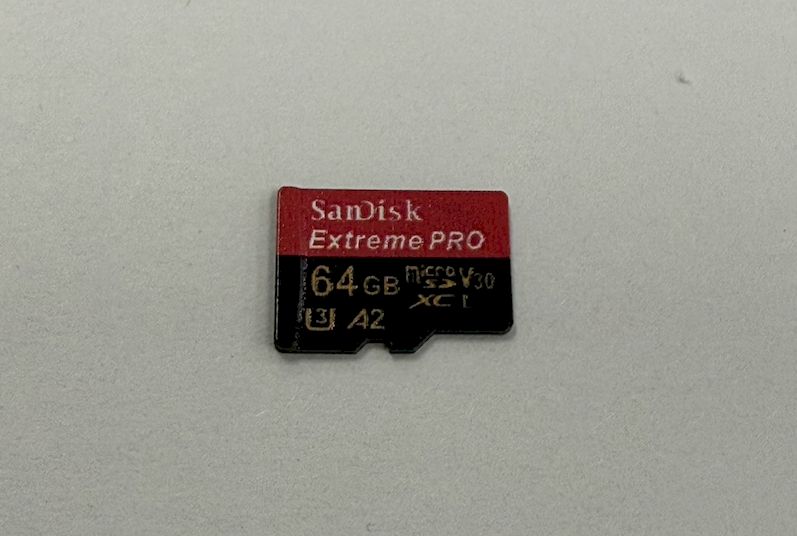 SanDisk
Extreme PRO
64GB micro SD XC I V30
U3 A2